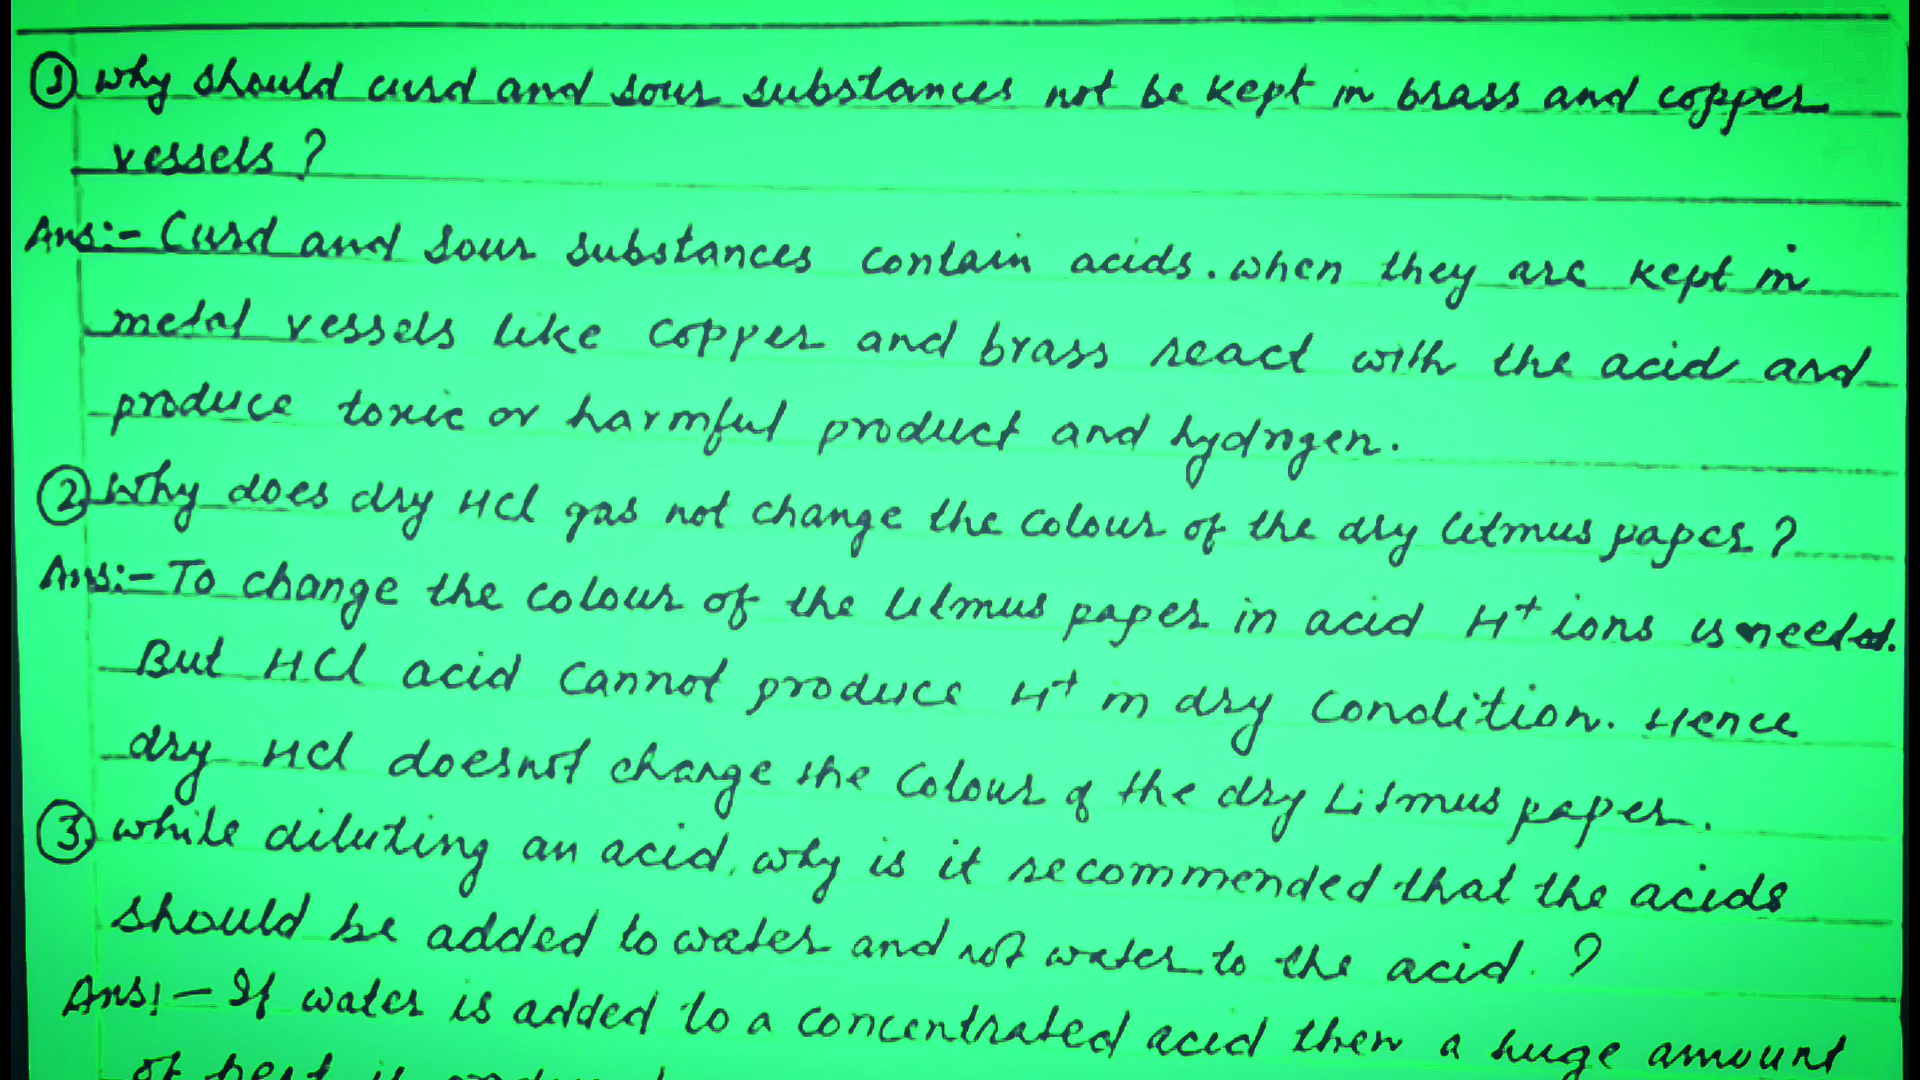 ① why should curd and sour substances not be kept in brass and copper
vessels ?
Ans:- Curd and sour substances contain acids. when they are kept in
metal vessels like copper and brass react with the acid and
produce toxic or harmful product and hydrogen.
② Why does dry HCl gas not change the colour of the dry litmus paper ?
Ans:- To change the colour of the litmus paper in acid H+ ions is needed.
But HCl acid cannot produce H+ in dry condition. Hence
dry HCl doesnot change the colour of the dry Litmus paper.
③ while diluting an acid, why is it recommended that the acids
should be added to water and not water to the acid. ?
Ans:- If water is added to a concentrated acid then a huge amount
of heat is